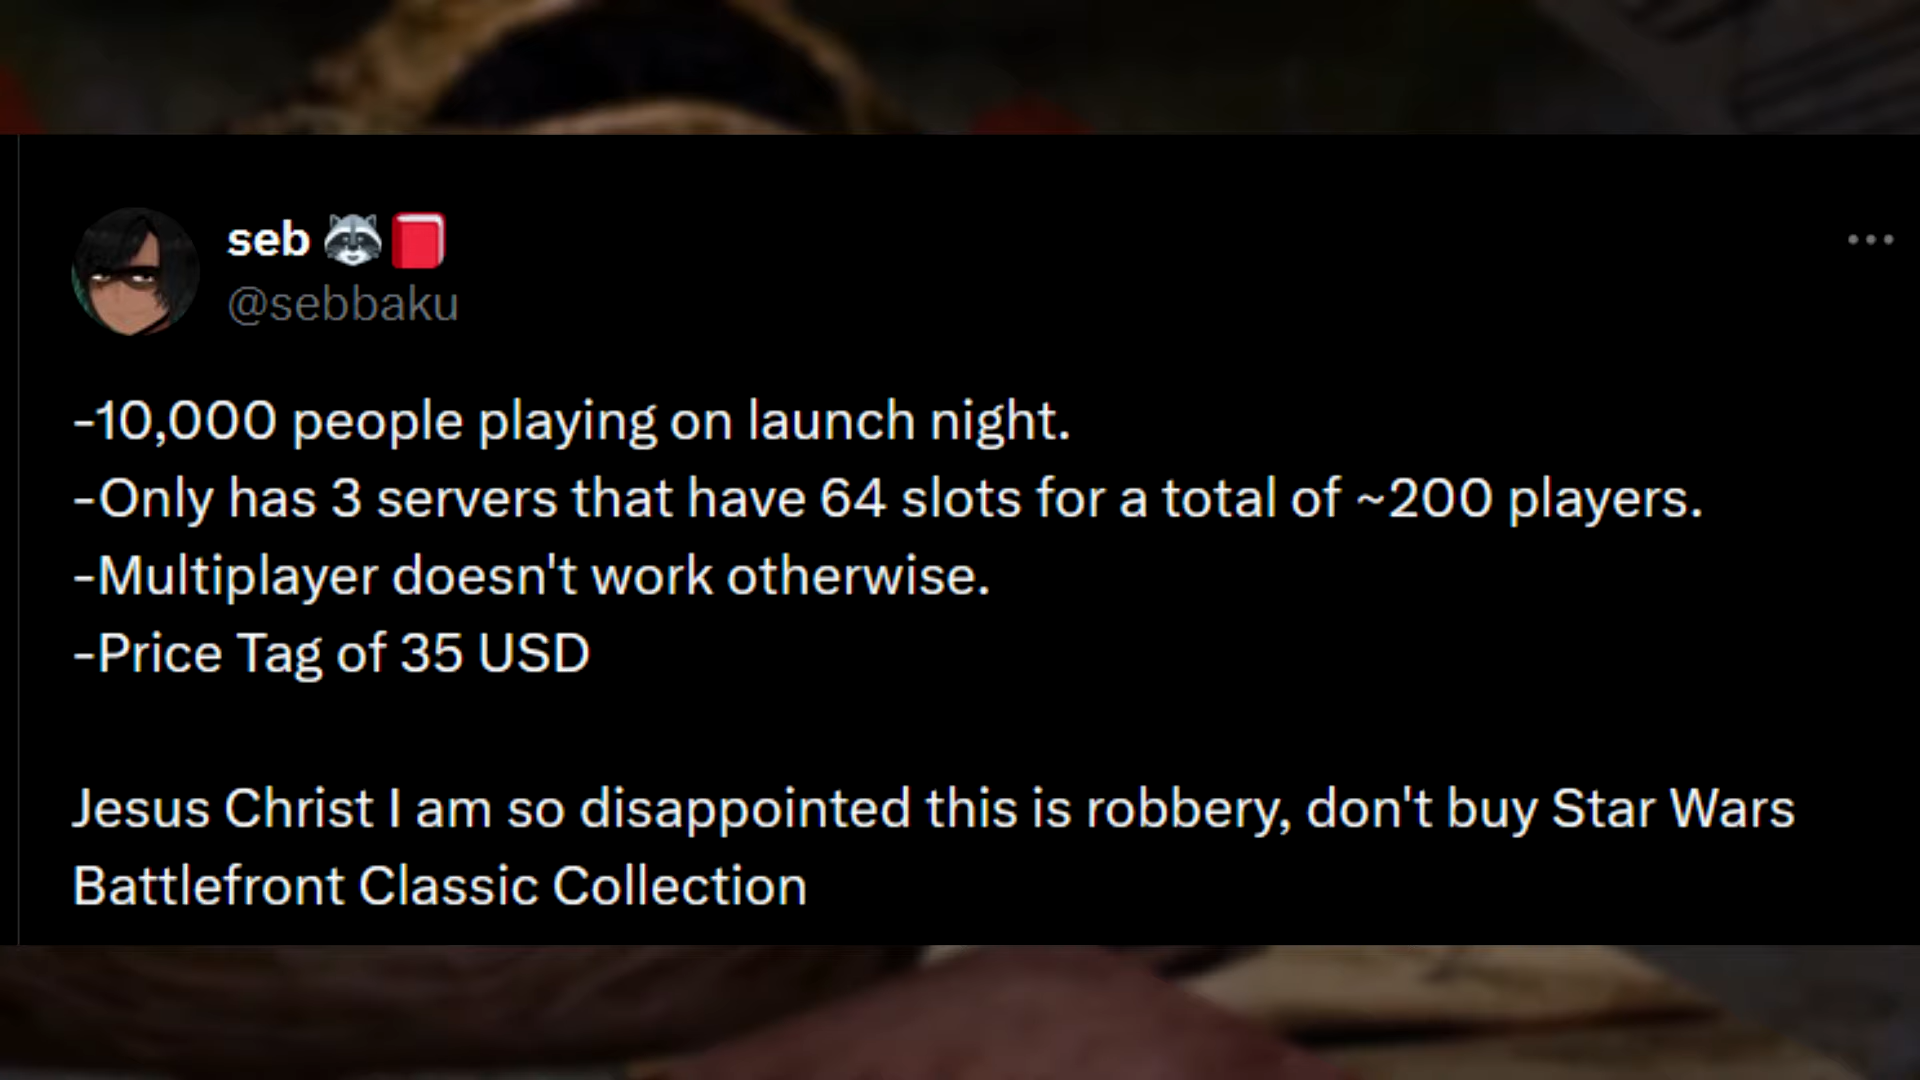 seb 🦝📕
@sebbaku
-10,000 people playing on launch night.
-Only has 3 servers that have 64 slots for a total of ~200 players.
-Multiplayer doesn't work otherwise.
-Price Tag of 35 USD
Jesus Christ I am so disappointed this is robbery, don't buy Star Wars
Battlefront Classic Collection